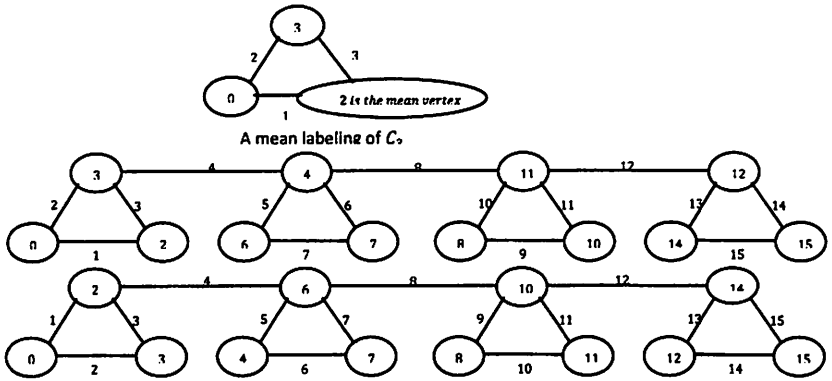 3
2 3
0 2 is the mean vertex
1
A mean labeling of C₃
3 4 4 8 11 12 12
2 3 5 6 10 11 13 14
0 2 6 7 8 10 14 15
1 7 9 15
2 4 6 8 10 12 14
1 3 5 7 9 11 13 15
0 3 4 7 8 11 12 15
2 6 10 14